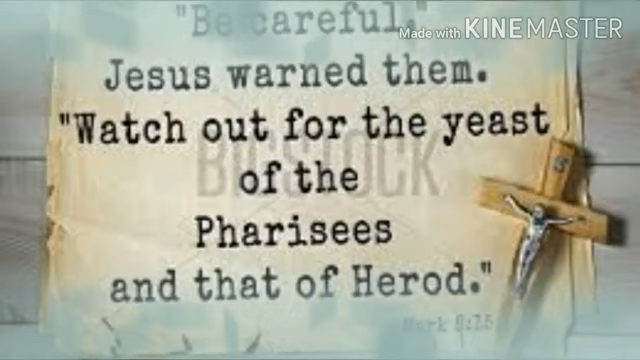 "Be careful."
Made with KINEMASTER
Jesus warned them.
"Watch out for the yeast
of the
BIGSTOCK
Pharisees
and that of Herod."
Mark 8:15